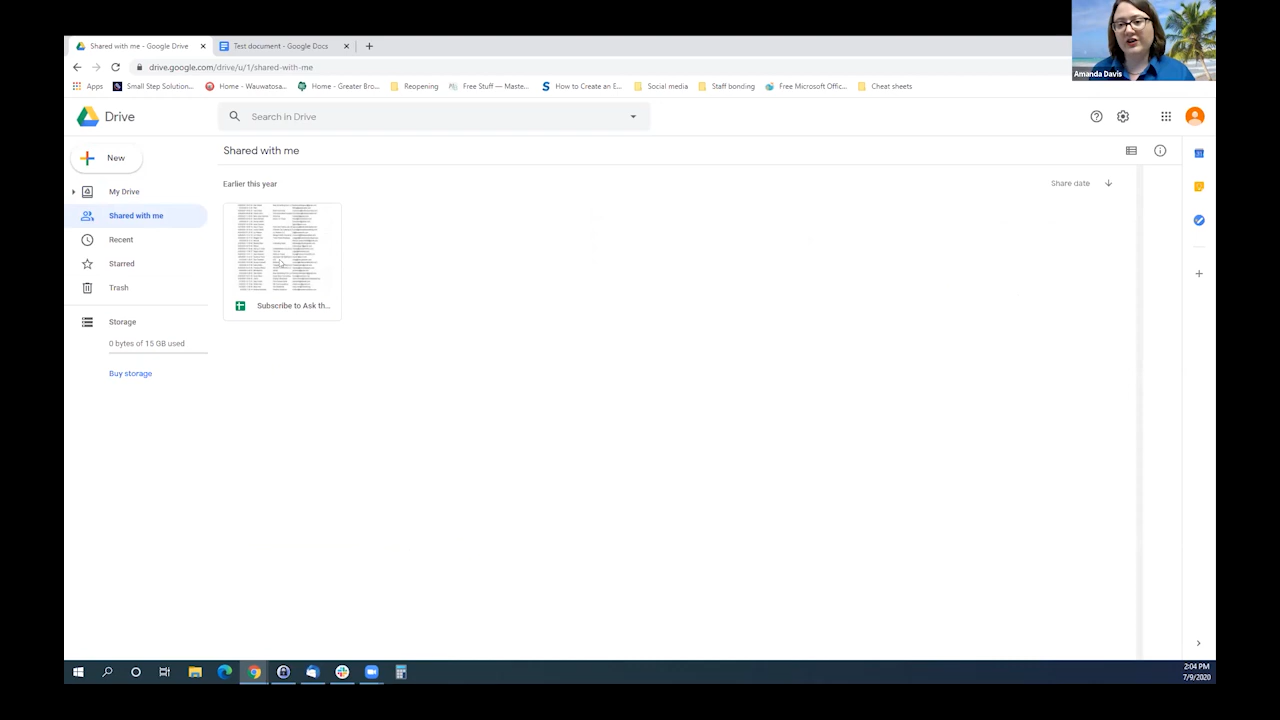 Shared with me - Google Drive
Test document - Google Docs
Amanda Davis
drive.google.com/drive/u/1/shared-with-me
Apps
Small Step Solution...
Home - Wauwatosa...
Home - Greater Bro...
Reopening
Free Stuff — Maste...
How to Create an E...
Social media
Staff bonding
Free Microsoft Offic...
Cheat sheets
Drive
Search in Drive
New
Shared with me
Earlier this year
Share date
My Drive
Shared with me
Recent
Starred
Trash
Subscribe to Ask th...
Storage
0 bytes of 15 GB used
Buy storage
2:04 PM
7/9/2020